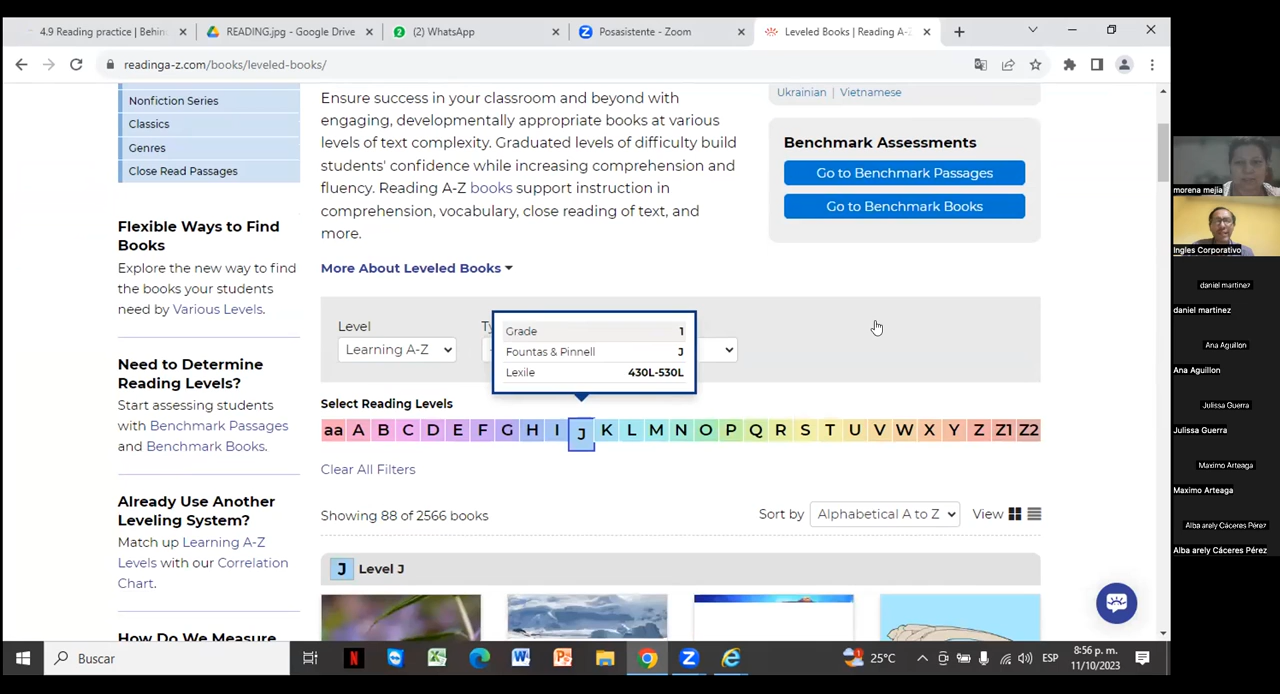 4.9 Reading practice | Behin
READING.jpg - Google Drive
(2) WhatsApp
Posasistente - Zoom
Leveled Books | Reading A-Z
readinga-z.com/books/leveled-books/
Nonfiction Series
Classics
Genres
Close Read Passages
Flexible Ways to Find
Books
Explore the new way to find
the books your students
need by Various Levels.
Need to Determine
Reading Levels?
Start assessing students
with Benchmark Passages
and Benchmark Books.
Already Use Another
Leveling System?
Match up Learning A-Z
Levels with our Correlation
Chart.
How Do We Measure
Ensure success in your classroom and beyond with
engaging, developmentally appropriate books at various
levels of text complexity. Graduated levels of difficulty build
students' confidence while increasing comprehension and
fluency. Reading A-Z books support instruction in
comprehension, vocabulary, close reading of text, and
more.
More About Leveled Books
Ukrainian | Vietnamese
Benchmark Assessments
Go to Benchmark Passages
Go to Benchmark Books
Level
Learning A-Z
Grade 1
Fountas & Pinnell J
Lexile 430L-530L
Select Reading Levels
aa A B C D E F G H I J K L M N O P Q R S T U V W X Y Z Z1 Z2
Clear All Filters
Showing 88 of 2566 books
Sort by Alphabetical A to Z View
J Level J
Buscar
25°C
ESP
8:56 p. m.
11/10/2023
morena mejia
Ingles Corporativo
daniel martinez
daniel martinez
Ana Aguillon
Ana Aguillon
Julissa Guerra
Julissa Guerra
Maximo Arteaga
Maximo Arteaga
Alba arely Cáceres Pérez
Alba arely Cáceres Pérez